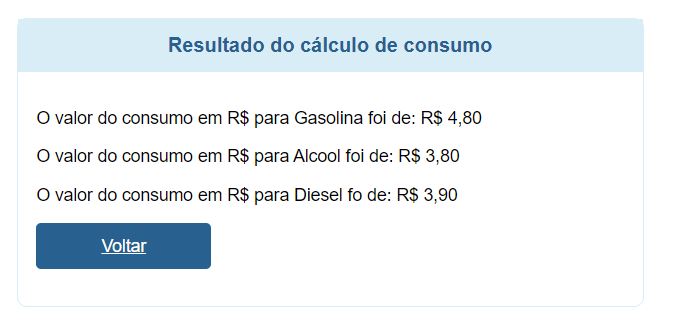 Resultado do cálculo de consumo
O valor do consumo em R$ para Gasolina foi de: R$ 4,80
O valor do consumo em R$ para Alcool foi de: R$ 3,80
O valor do consumo em R$ para Diesel fo de: R$ 3,90
Voltar